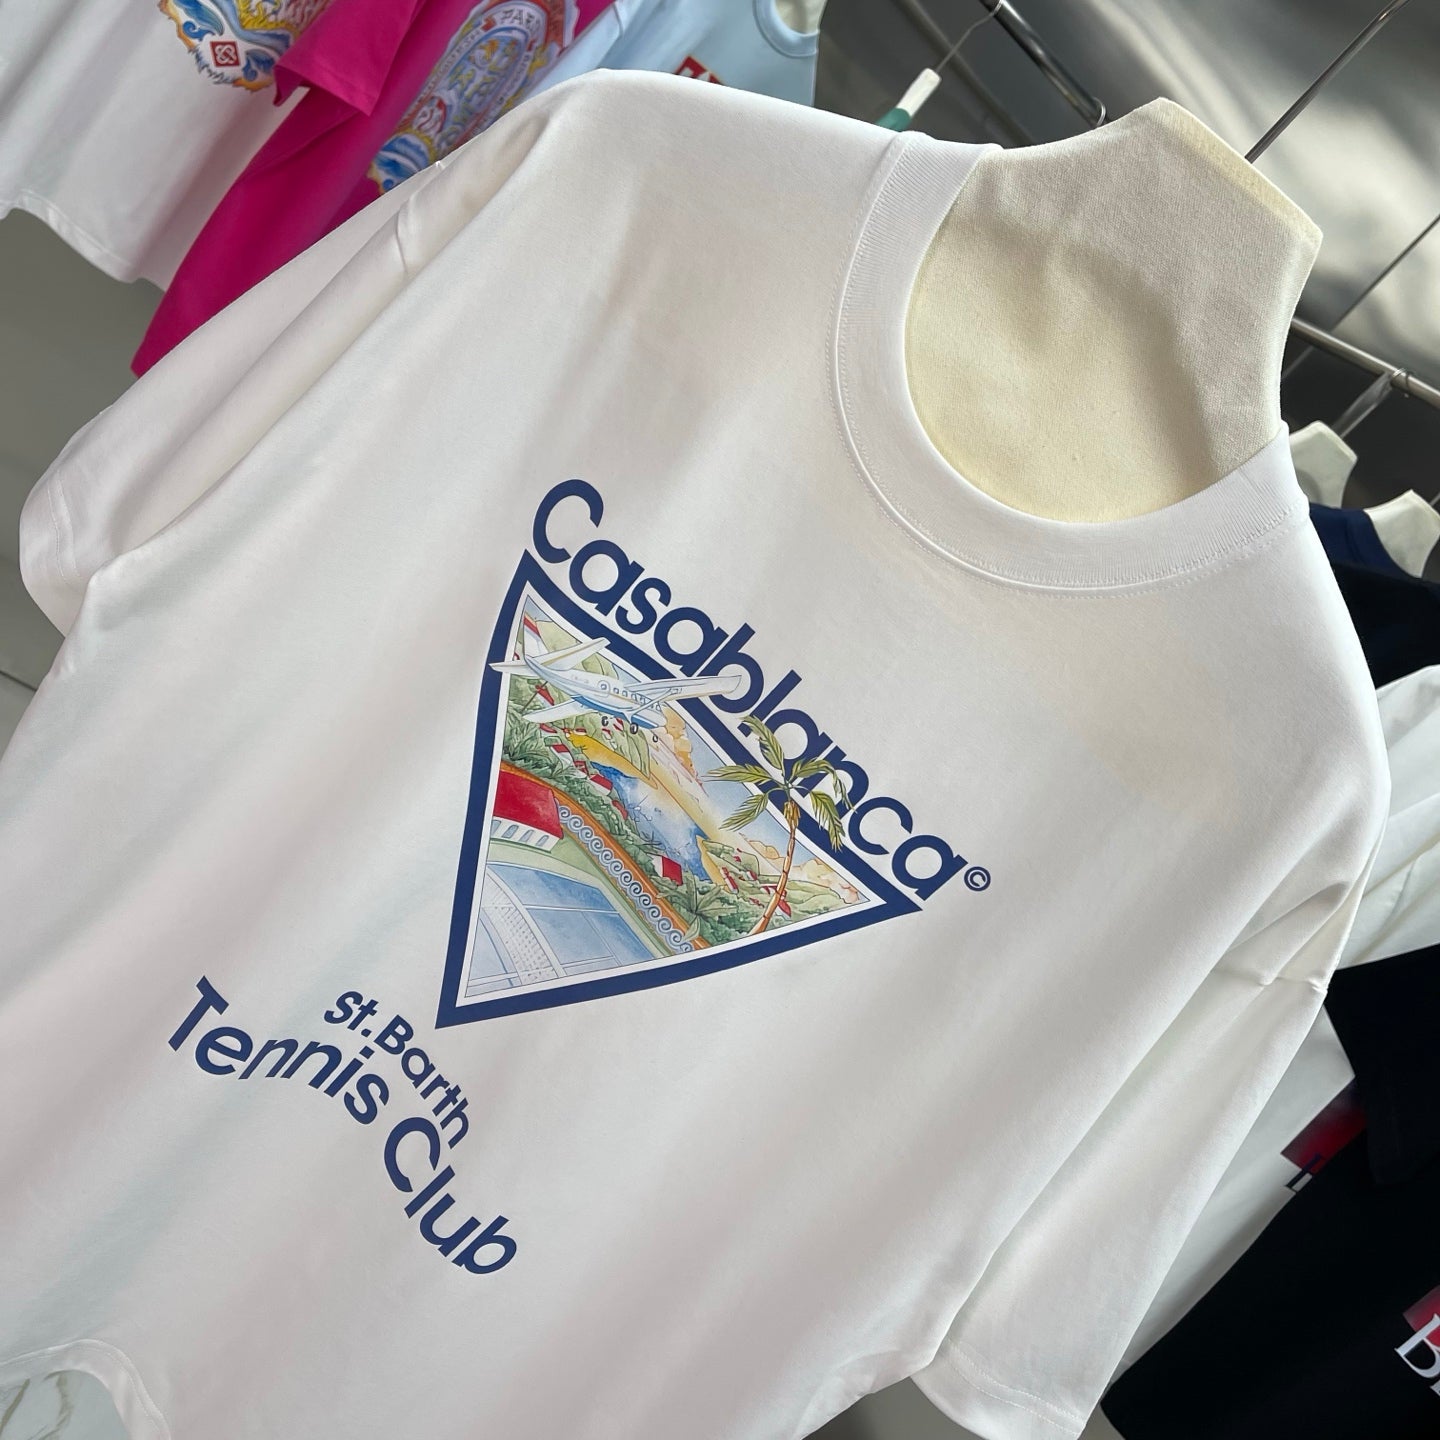 Casablanca©
St. Barth
Tennis Club